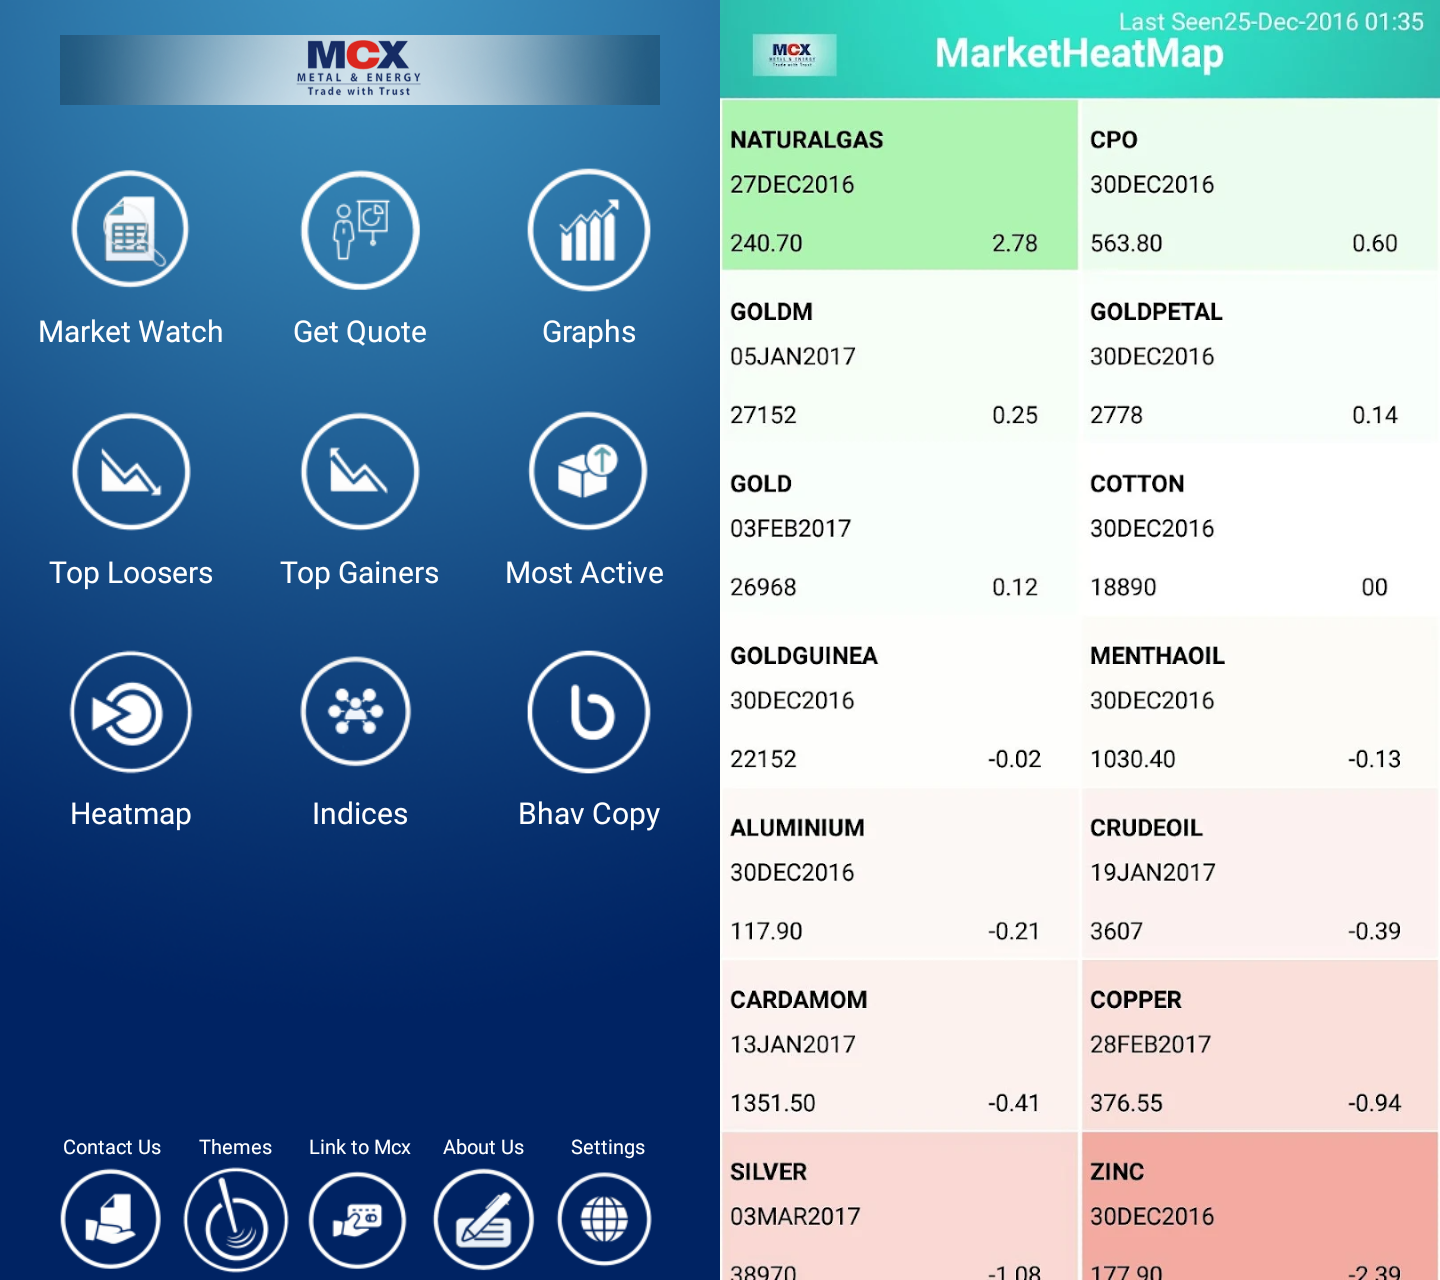 MCX
METAL & ENERGY
Trade with Trust
Market Watch
Get Quote
Graphs
Top Loosers
Top Gainers
Most Active
Heatmap
Indices
Bhav Copy
Contact Us
Themes
Link to Mcx
About Us
Settings
Last Seen25-Dec-2016 01:35
MCX
METAL & ENERGY
Trade with Trust
MarketHeatMap
NATURALGAS
27DEC2016
240.70 2.78
CPO
30DEC2016
563.80 0.60
GOLDM
05JAN2017
27152 0.25
GOLDPETAL
30DEC2016
2778 0.14
GOLD
03FEB2017
26968 0.12
COTTON
30DEC2016
18890 00
GOLDGUINEA
30DEC2016
22152 -0.02
MENTHAOIL
30DEC2016
1030.40 -0.13
ALUMINIUM
30DEC2016
117.90 -0.21
CRUDEOIL
19JAN2017
3607 -0.39
CARDAMOM
13JAN2017
1351.50 -0.41
COPPER
28FEB2017
376.55 -0.94
SILVER
03MAR2017
38970 -1.08
ZINC
30DEC2016
177.90 -2.39